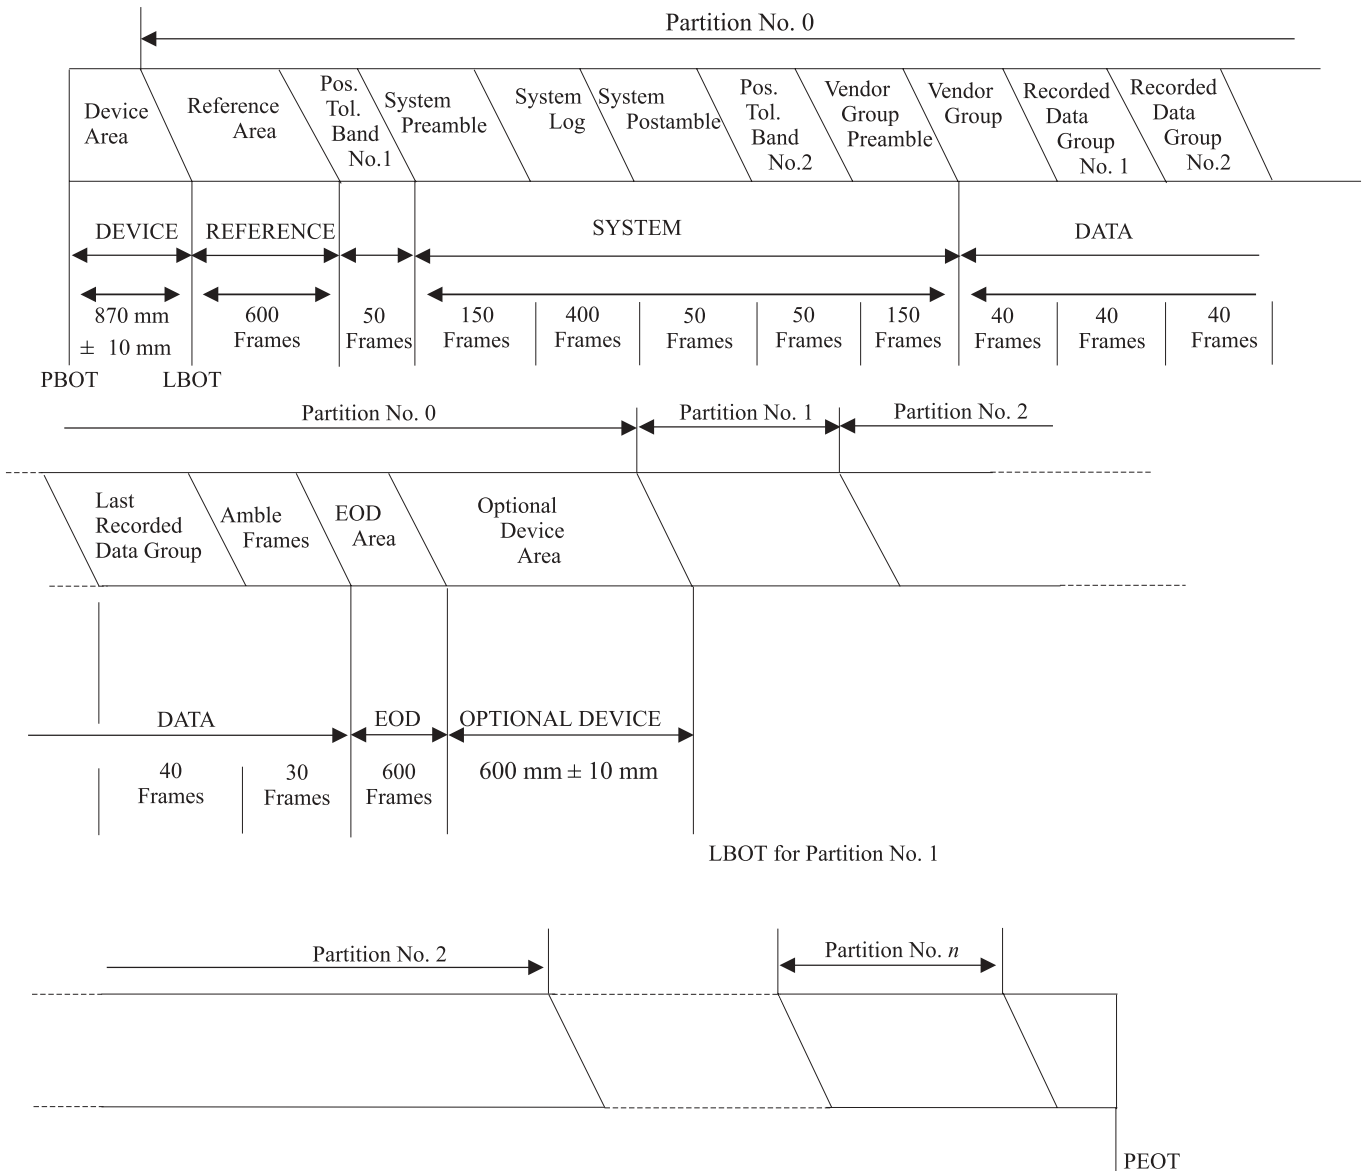 Partition No. 0
Device
Area
Reference
Area
Pos.
Tol.
Band
No.1
System
Preamble
System
Log
System
Postamble
Pos.
Tol.
Band
No.2
Vendor
Group
Preamble
Vendor
Group
Recorded
Data
Group
No. 1
Recorded
Data
Group
No.2
DEVICE
REFERENCE
SYSTEM
DATA
870 mm
± 10 mm
600
Frames
50
Frames
150
Frames
400
Frames
50
Frames
50
Frames
150
Frames
40
Frames
40
Frames
40
Frames
PBOT
LBOT
Partition No. 0
Partition No. 1
Partition No. 2
Last
Recorded
Data Group
Amble
Frames
EOD
Area
Optional
Device
Area
DATA
EOD
OPTIONAL DEVICE
40
Frames
30
Frames
600
Frames
600 mm ± 10 mm
LBOT for Partition No. 1
Partition No. 2
Partition No. n
PEOT